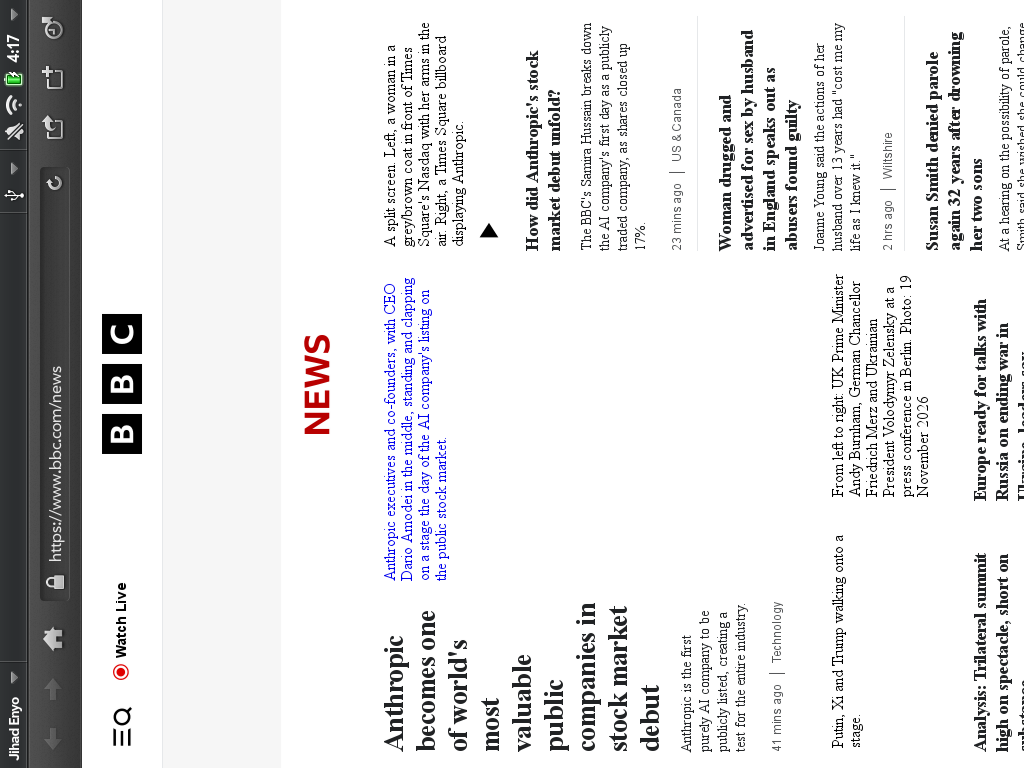 Jihad Enyo
4:17
https://www.bbc.com/news
Watch Live
B B C
NEWS
Anthropic
becomes one
of world's
most
valuable
public
companies in
stock market
debut
Anthropic is the first
purely AI company to be
publicly listed, creating a
test for the entire industry.
41 mins ago | Technology
Anthropic executives and co-founders, with CEO
Dario Amodei in the middle, standing and clapping
on a stage the day of the AI company's listing on
the public stock market.
A split screen. Left, a woman in a
grey/brown coat in front of Times
Square's Nasdaq with her arms in the
air. Right, a Times Square billboard
displaying Anthropic.
How did Anthropic's stock
market debut unfold?
The BBC's Samira Hussain breaks down
the AI company's first day as a publicly
traded company, as shares closed up
17%.
23 mins ago | US & Canada
Woman drugged and
advertised for sex by husband
in England speaks out as
abusers found guilty
Joanne Young said the actions of her
husband over 13 years had "cost me my
life as I knew it."
2 hrs ago | Wiltshire
Susan Smith denied parole
again 32 years after drowning
her two sons
At a hearing on the possibility of parole,
Smith said she wished she could change
Putin, Xi and Trump walking onto a
stage.
Analysis: Trilateral summit
high on spectacle, short on
From left to right: UK Prime Minister
Andy Burnham, German Chancellor
Friedrich Merz and Ukrainian
President Volodymyr Zelensky at a
press conference in Berlin. Photo: 19
November 2026
Europe ready for talks with
Russia on ending war in